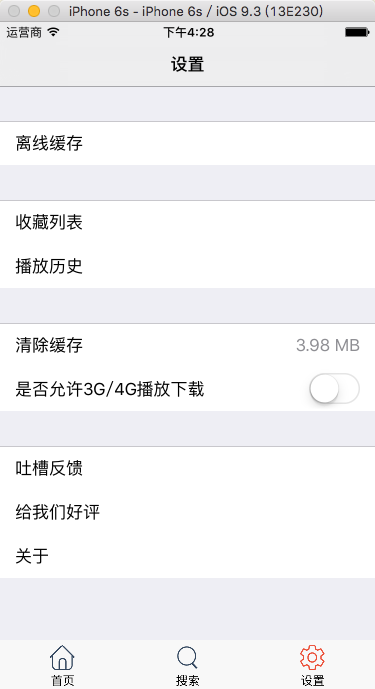 iPhone 6s - iPhone 6s / iOS 9.3 (13E230)
运营商 下午4:28
设置
离线缓存
收藏列表
播放历史
清除缓存 3.98 MB
是否允许3G/4G播放下载
吐槽反馈
给我们好评
关于
首页 搜索 设置